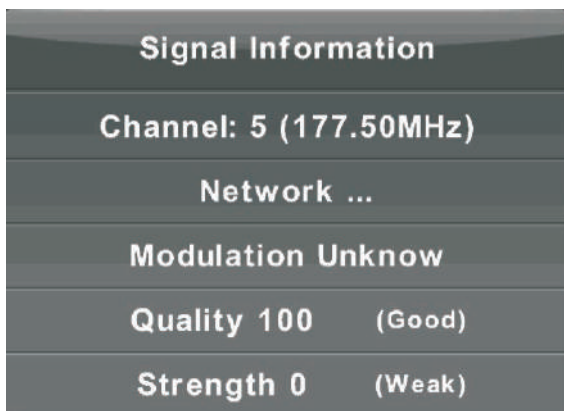 Signal Information
Channel: 5 (177.50MHz)
Network ...
Modulation Unknow
Quality 100 (Good)
Strength 0 (Weak)